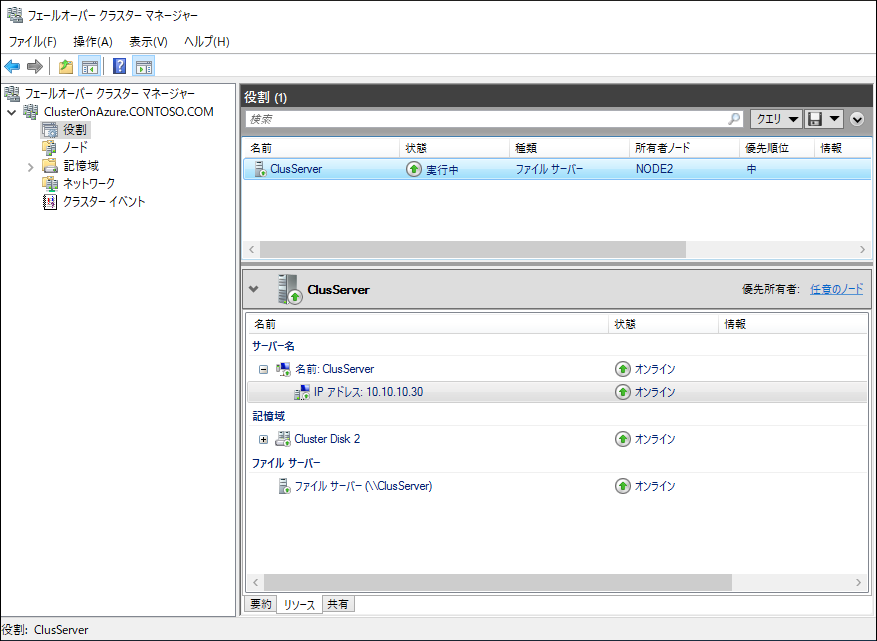 フェールオーバー クラスター マネージャー
ファイル(F) 操作(A) 表示(V) ヘルプ(H)
フェールオーバー クラスター マネージャー
ClusterOnAzure.CONTOSO.COM
役割
ノード
記憶域
ネットワーク
クラスター イベント
役割 (1)
検索
クエリ
名前 状態 種類 所有者ノード 優先順位 情報
ClusServer 実行中 ファイル サーバー NODE2 中
ClusServer 優先所有者: 任意のノード
名前 状態 情報
サーバー名
名前: ClusServer オンライン
IP アドレス: 10.10.10.30 オンライン
記憶域
Cluster Disk 2 オンライン
ファイル サーバー
ファイル サーバー (\\ClusServer) オンライン
要約 リソース 共有
役割: ClusServer